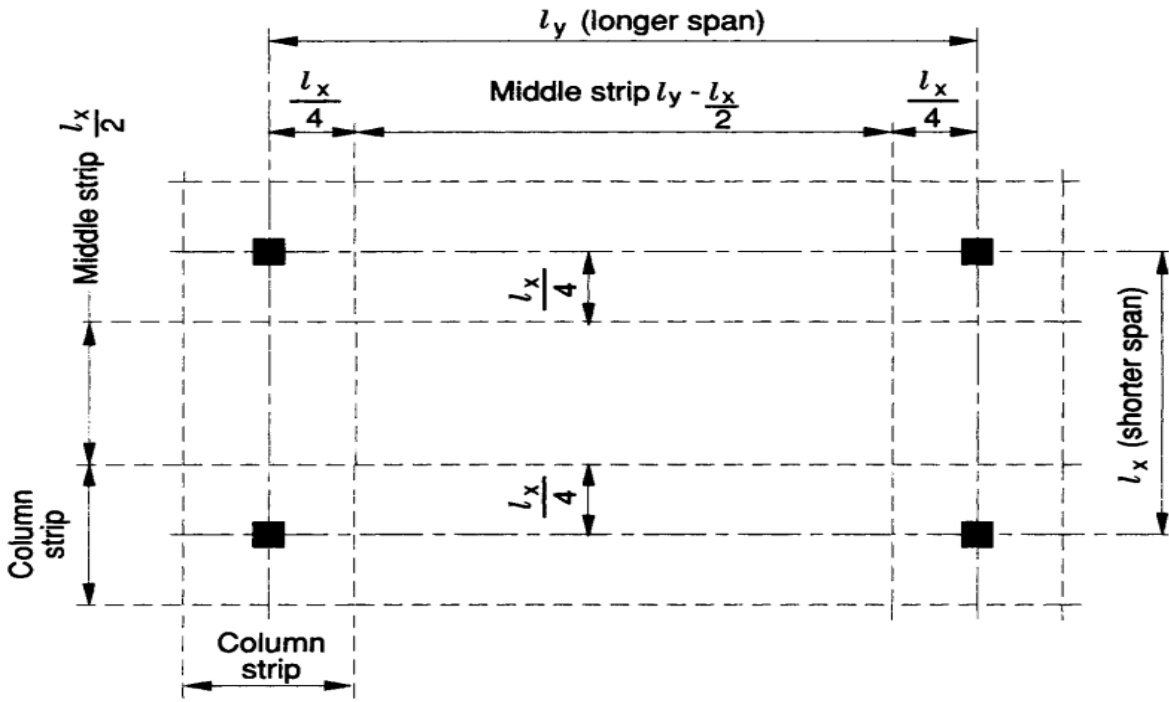 l_y (longer span)
l_x/4
Middle strip l_y - l_x/2
l_x/4
Middle strip l_x/2
l_x/4
l_x (shorter span)
l_x/4
Column
strip
Column
strip